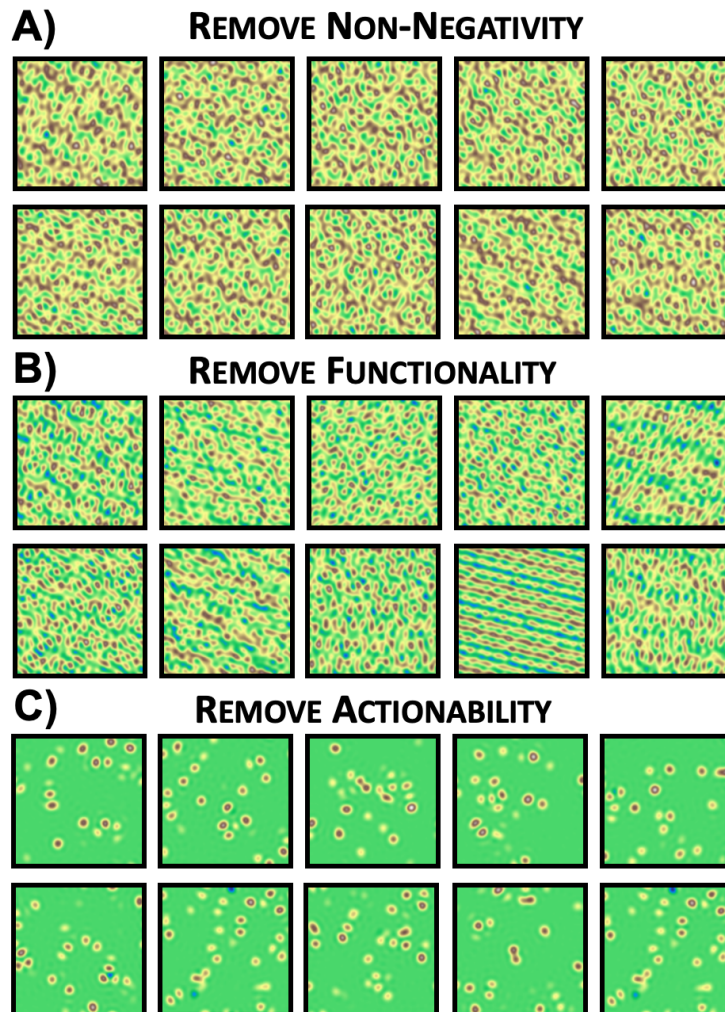 A) REMOVE NON-NEGATIVITY
B) REMOVE FUNCTIONALITY
C) REMOVE ACTIONABILITY